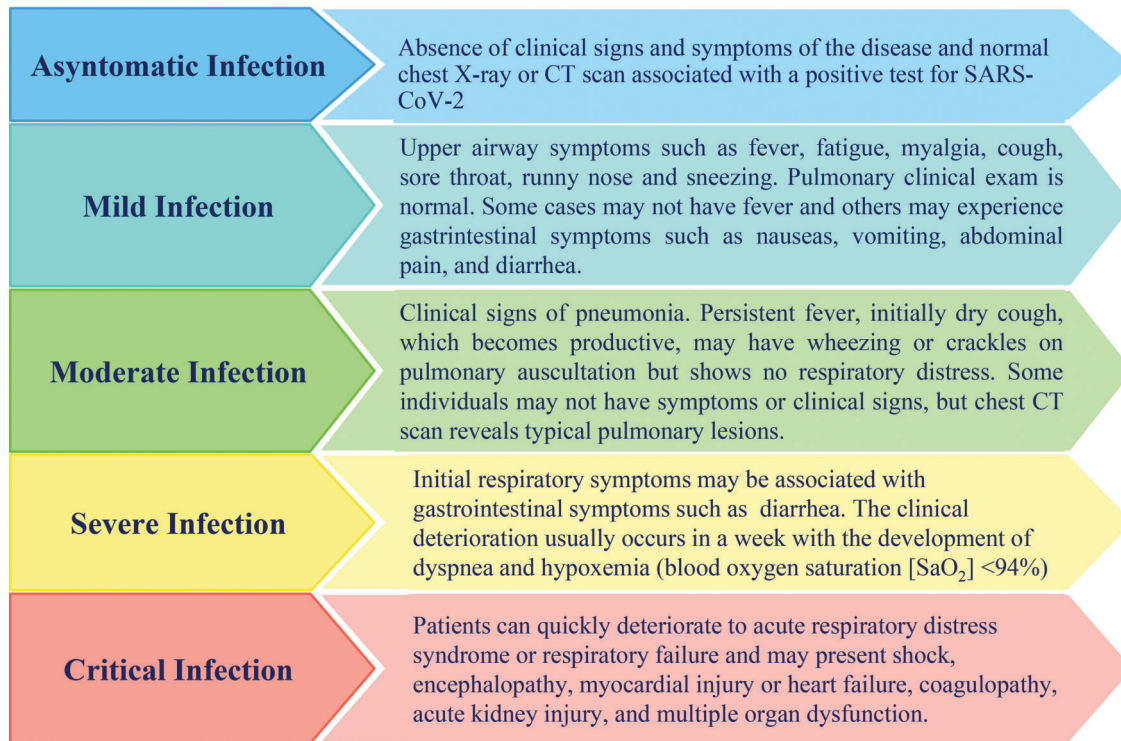 Asyntomatic Infection
Absence of clinical signs and symptoms of the disease and normal
chest X-ray or CT scan associated with a positive test for SARS-
CoV-2
Mild Infection
Upper airway symptoms such as fever, fatigue, myalgia, cough,
sore throat, runny nose and sneezing. Pulmonary clinical exam is
normal. Some cases may not have fever and others may experience
gastrintestinal symptoms such as nauseas, vomiting, abdominal
pain, and diarrhea.
Moderate Infection
Clinical signs of pneumonia. Persistent fever, initially dry cough,
which becomes productive, may have wheezing or crackles on
pulmonary auscultation but shows no respiratory distress. Some
individuals may not have symptoms or clinical signs, but chest CT
scan reveals typical pulmonary lesions.
Severe Infection
Initial respiratory symptoms may be associated with
gastrointestinal symptoms such as diarrhea. The clinical
deterioration usually occurs in a week with the development of
dyspnea and hypoxemia (blood oxygen saturation [SaO₂] <94%)
Critical Infection
Patients can quickly deteriorate to acute respiratory distress
syndrome or respiratory failure and may present shock,
encephalopathy, myocardial injury or heart failure, coagulopathy,
acute kidney injury, and multiple organ dysfunction.